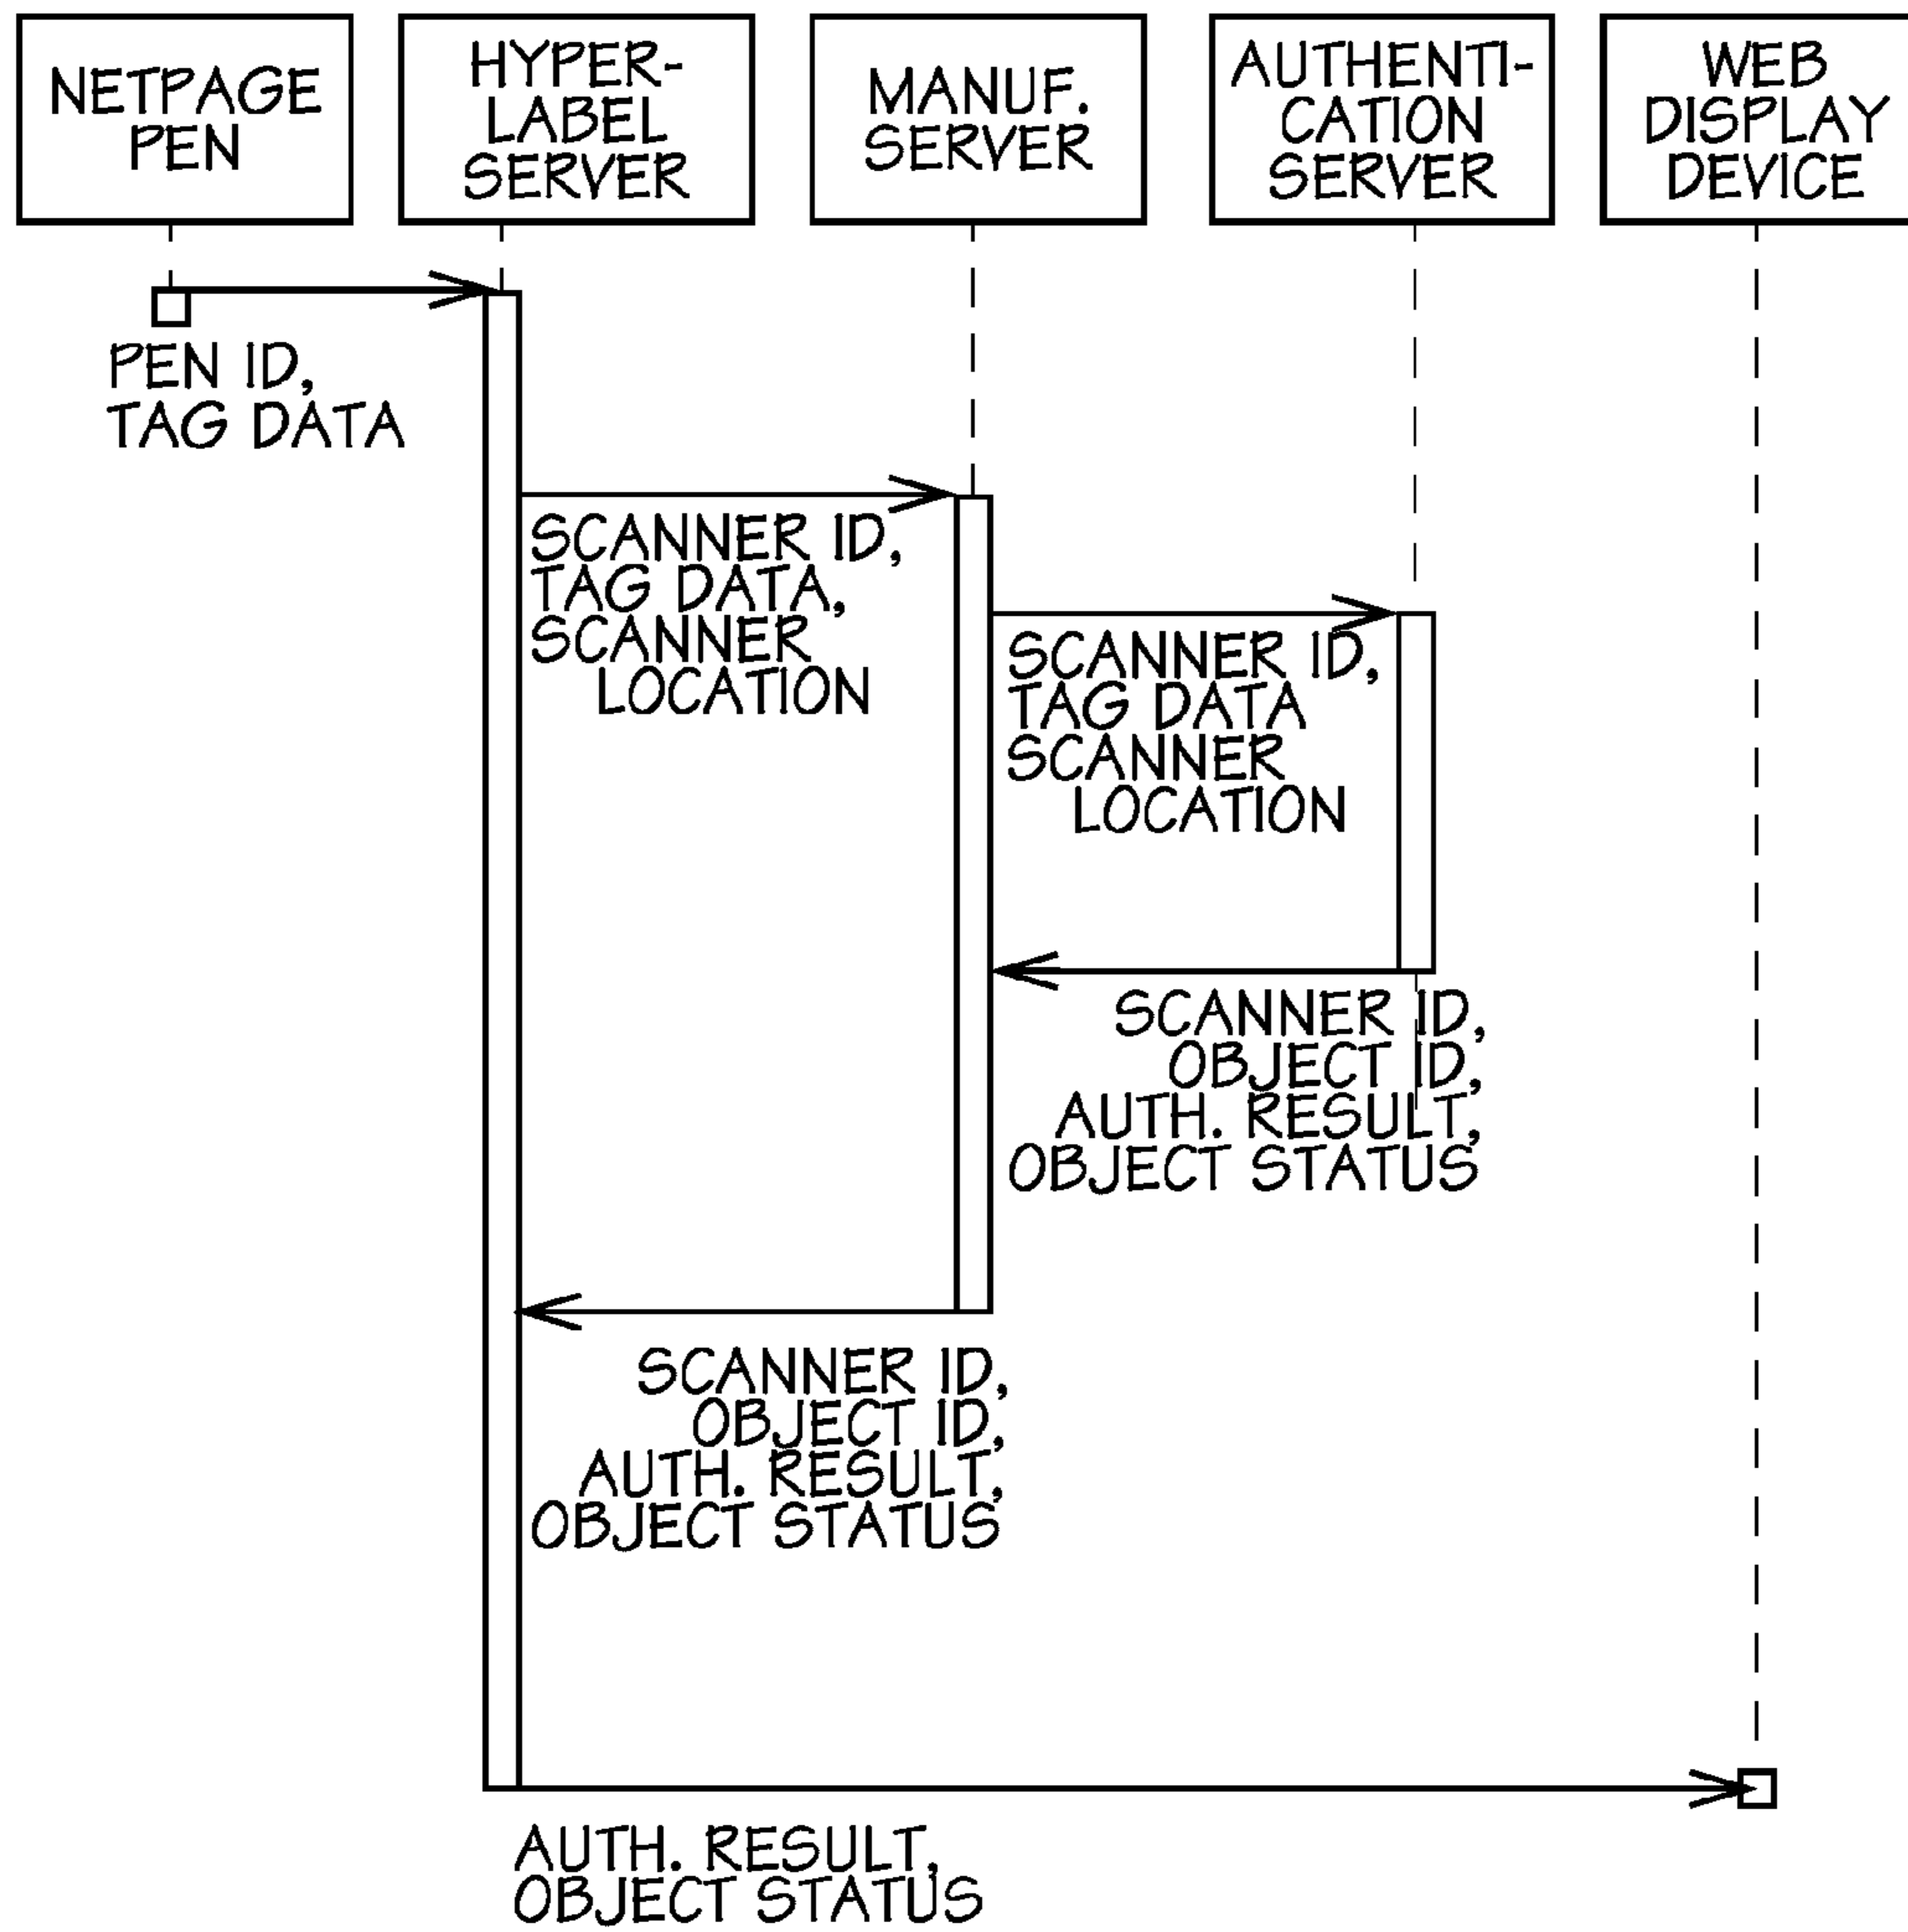 NETPAGE
PEN
HYPER-
LABEL
SERVER
MANUF.
SERVER
AUTHENTI-
CATION
SERVER
WEB
DISPLAY
DEVICE
PEN ID,
TAG DATA
SCANNER ID,
TAG DATA,
SCANNER
LOCATION
SCANNER ID,
TAG DATA
SCANNER
LOCATION
SCANNER ID,
OBJECT ID,
AUTH. RESULT,
OBJECT STATUS
SCANNER ID,
OBJECT ID,
AUTH. RESULT,
OBJECT STATUS
AUTH. RESULT,
OBJECT STATUS